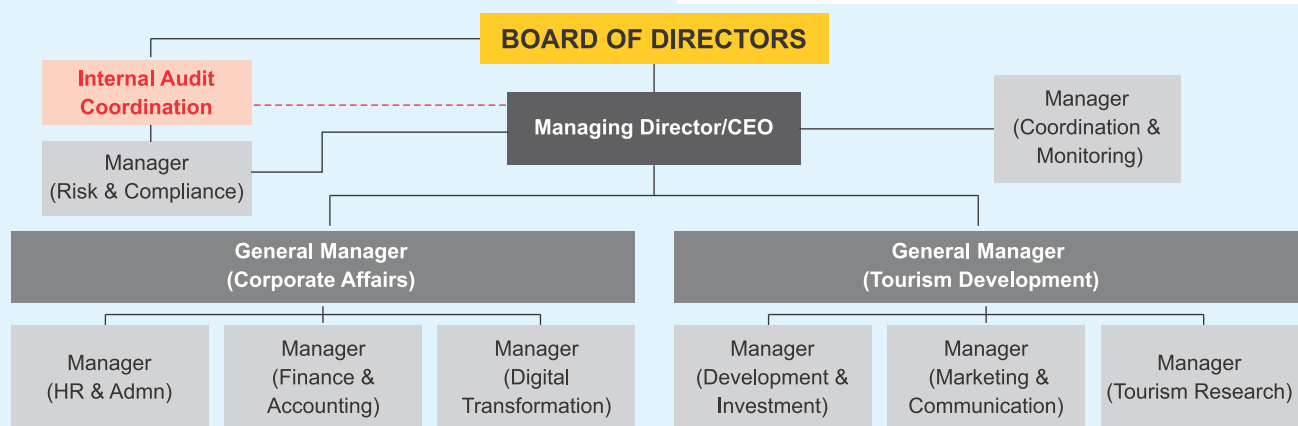 BOARD OF DIRECTORS
Internal Audit
Coordination
Managing Director/CEO
Manager
(Coordination &
Monitoring)
Manager
(Risk & Compliance)
General Manager
(Corporate Affairs)
General Manager
(Tourism Development)
Manager
(HR & Admn)
Manager
(Finance &
Accounting)
Manager
(Digital
Transformation)
Manager
(Development &
Investment)
Manager
(Marketing &
Communication)
Manager
(Tourism Research)